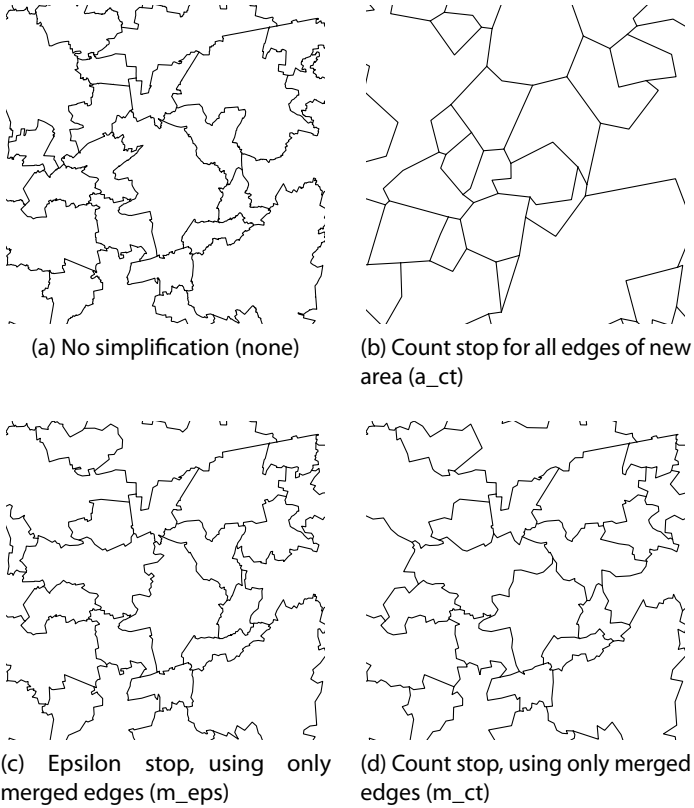 (a) No simplification (none)
(b) Count stop for all edges of new
area (a_ct)
(c) Epsilon stop, using only
merged edges (m_eps)
(d) Count stop, using only merged
edges (m_ct)